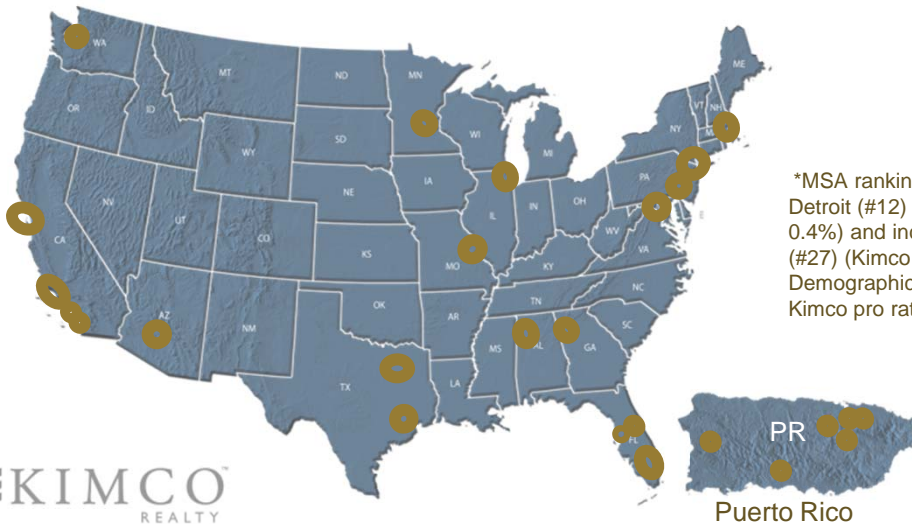 WA
MT
ND
MN
ME
OR
ID
SD
WI
MI
VT
NH
NY
WY
IA
PA
NE
NV
UT
CO
IL
IN
OH
WV
VA
CA
KS
MO
KY
NC
TN
OK
AR
SC
AZ
NM
MS
AL
GA
TX
LA
FL
*MSA rankin
Detroit (#12)
0.4%) and inc
(#27) (Kimco
Demographic
Kimco pro rat
PR
Puerto Rico
KIMCO™
REALTY